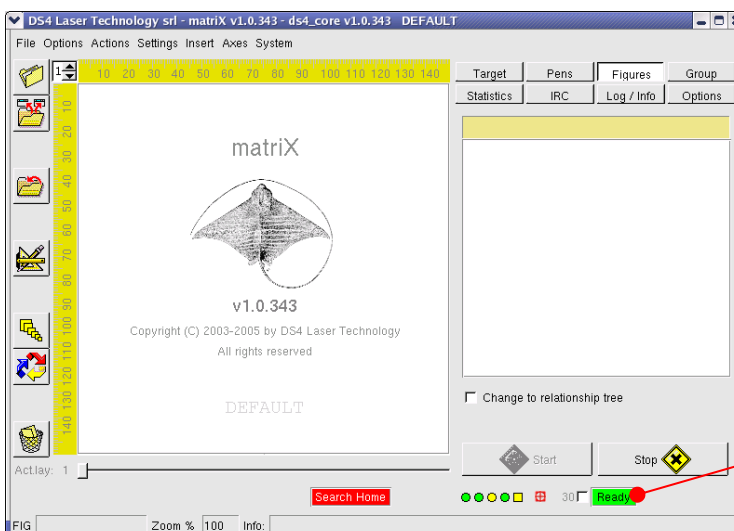 DS4 Laser Technology srl - matriX v1.0.343 - ds4_core v1.0.343 DEFAULT
File Options Actions Settings Insert Axes System
1
10 20 30 40 50 60 70 80 90 100 110 120 130 140
10 20 30 40 50 60 70 80 90 100 110 120 130 140
matriX
v1.0.343
Copyright (C) 2003-2005 by DS4 Laser Technology
All rights reserved
DEFAULT
Target Pens Figures Group
Statistics IRC Log / Info Options
Change to relationship tree
Start Stop
Act.lay: 1
Search Home
30 Ready
FIG Zoom % 100 Info: